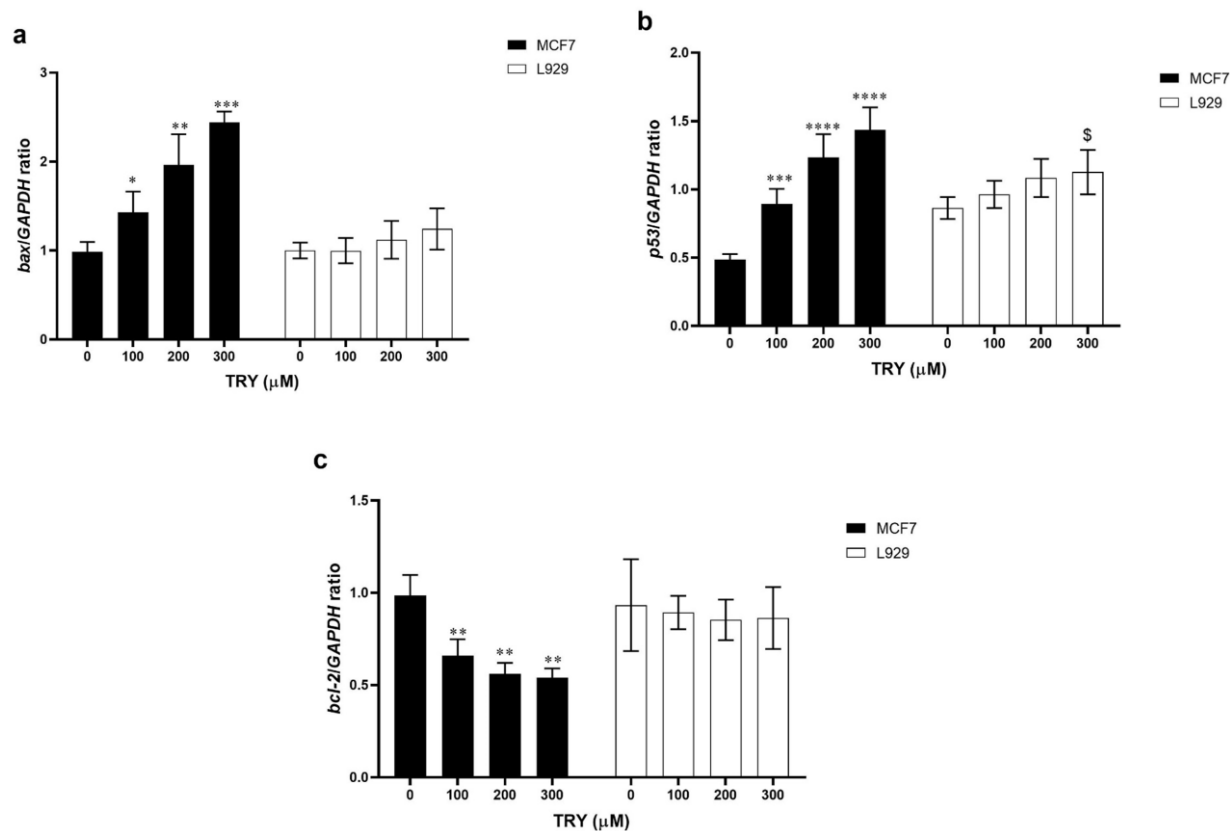 a
MCF7
L929
bax/GAPDH ratio
3
2
1
0
*
**
***
0 100 200 300 0 100 200 300
TRY (μM)
b
MCF7
L929
p53/GAPDH ratio
2.0
1.5
1.0
0.5
0.0
***
****
****
$
0 100 200 300 0 100 200 300
TRY (μM)
c
MCF7
L929
bcl-2/GAPDH ratio
1.5
1.0
0.5
0.0
** ** **
0 100 200 300 0 100 200 300
TRY (μM)